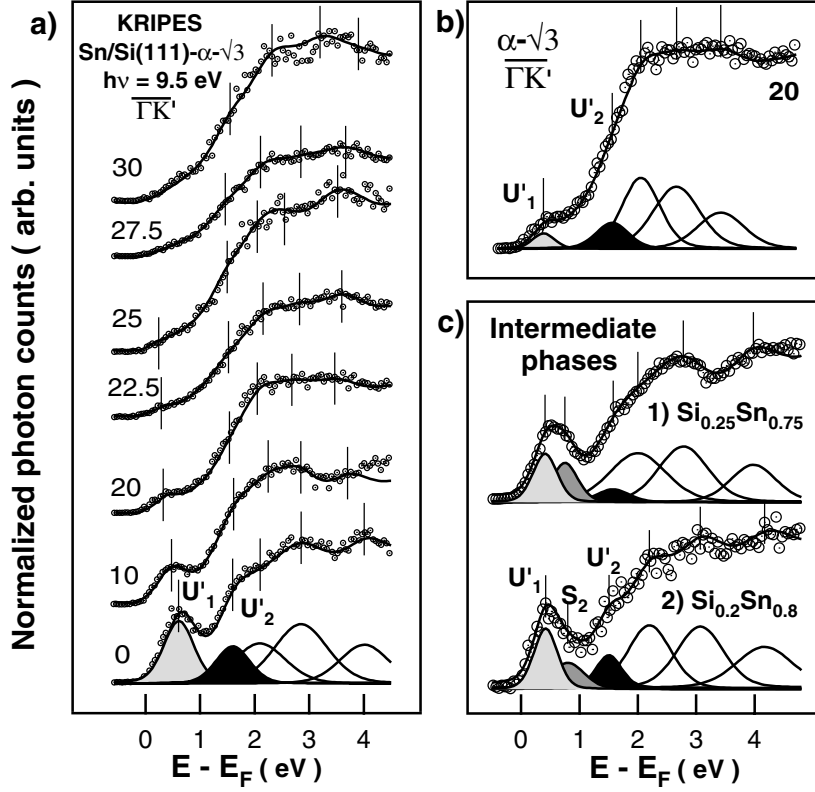 Normalized photon counts ( arb. units )
a)
KRIPES
Sn/Si(111)-α-√3
hν = 9.5 eV
ΓK'
30
27.5
25
22.5
20
10
0
U'1
U'2
0 1 2 3 4
E - EF ( eV )
b)
α-√3
ΓK'
20
U'2
U'1
c)
Intermediate
phases
1) Si0.25Sn0.75
U'1
S2
U'2
2) Si0.2Sn0.8
0 1 2 3 4
E - EF ( eV )